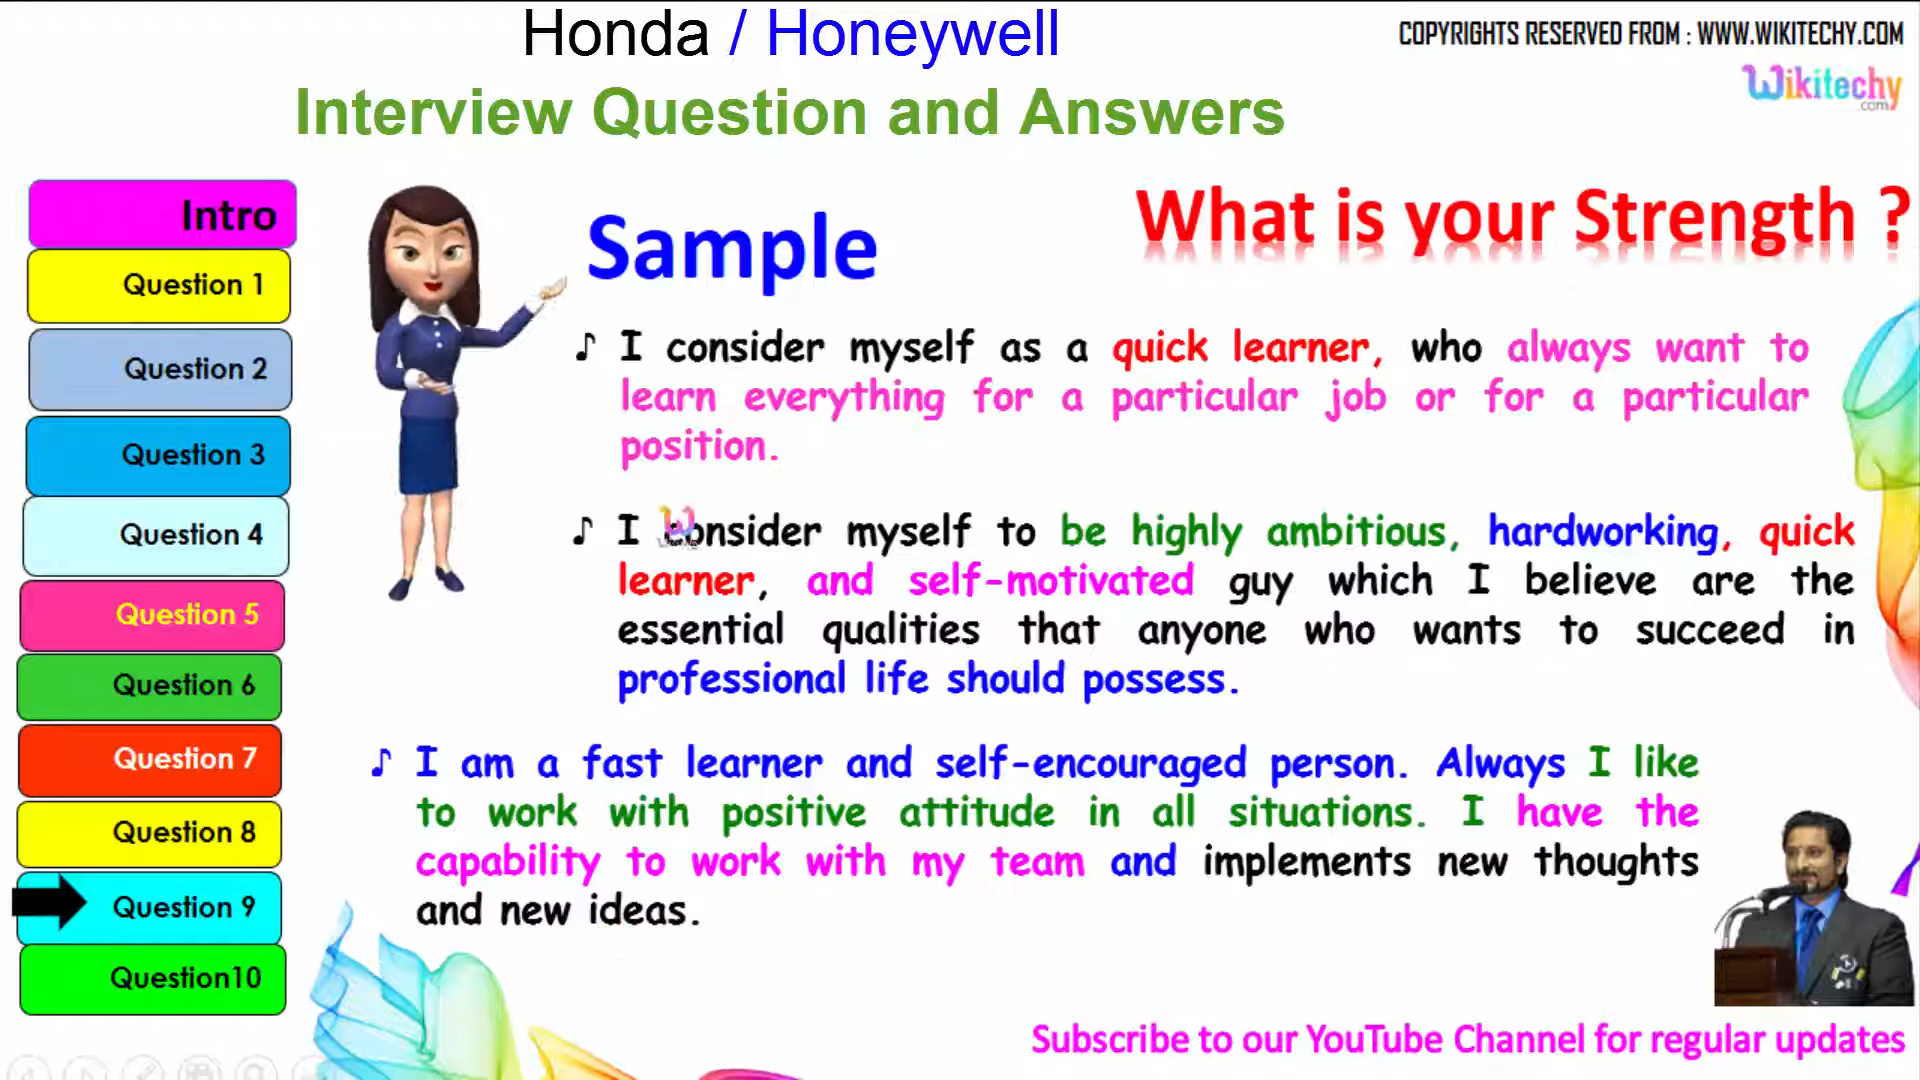 Honda / Honeywell
COPYRIGHTS RESERVED FROM : WWW.WIKITECHY.COM
Wikitechy
.com
Interview Question and Answers
Intro
Question 1
Question 2
Question 3
Question 4
Question 5
Question 6
Question 7
Question 8
Question 9
Question10
Sample
What is your Strength ?
♪ I consider myself as a quick learner, who always want to
learn everything for a particular job or for a particular
position.
♪ I consider myself to be highly ambitious, hardworking, quick
learner, and self-motivated guy which I believe are the
essential qualities that anyone who wants to succeed in
professional life should possess.
♪ I am a fast learner and self-encouraged person. Always I like
to work with positive attitude in all situations. I have the
capability to work with my team and implements new thoughts
and new ideas.
Subscribe to our YouTube Channel for regular updates